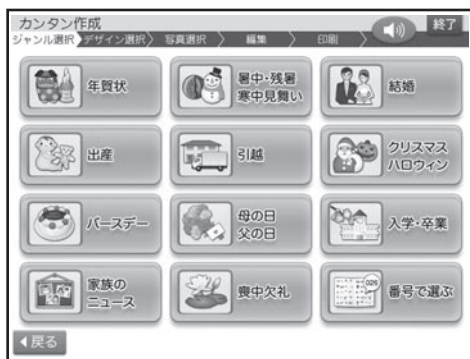 カンタン作成
終了
ジャンル選択
デザイン選択
写真選択
編集
印刷
年賀状
暑中・残暑
寒中見舞い
結婚
出産
引越
クリスマス
ハロウィン
バースデー
母の日
父の日
入学・卒業
家族の
ニュース
喪中欠礼
026
番号で選ぶ
戻る